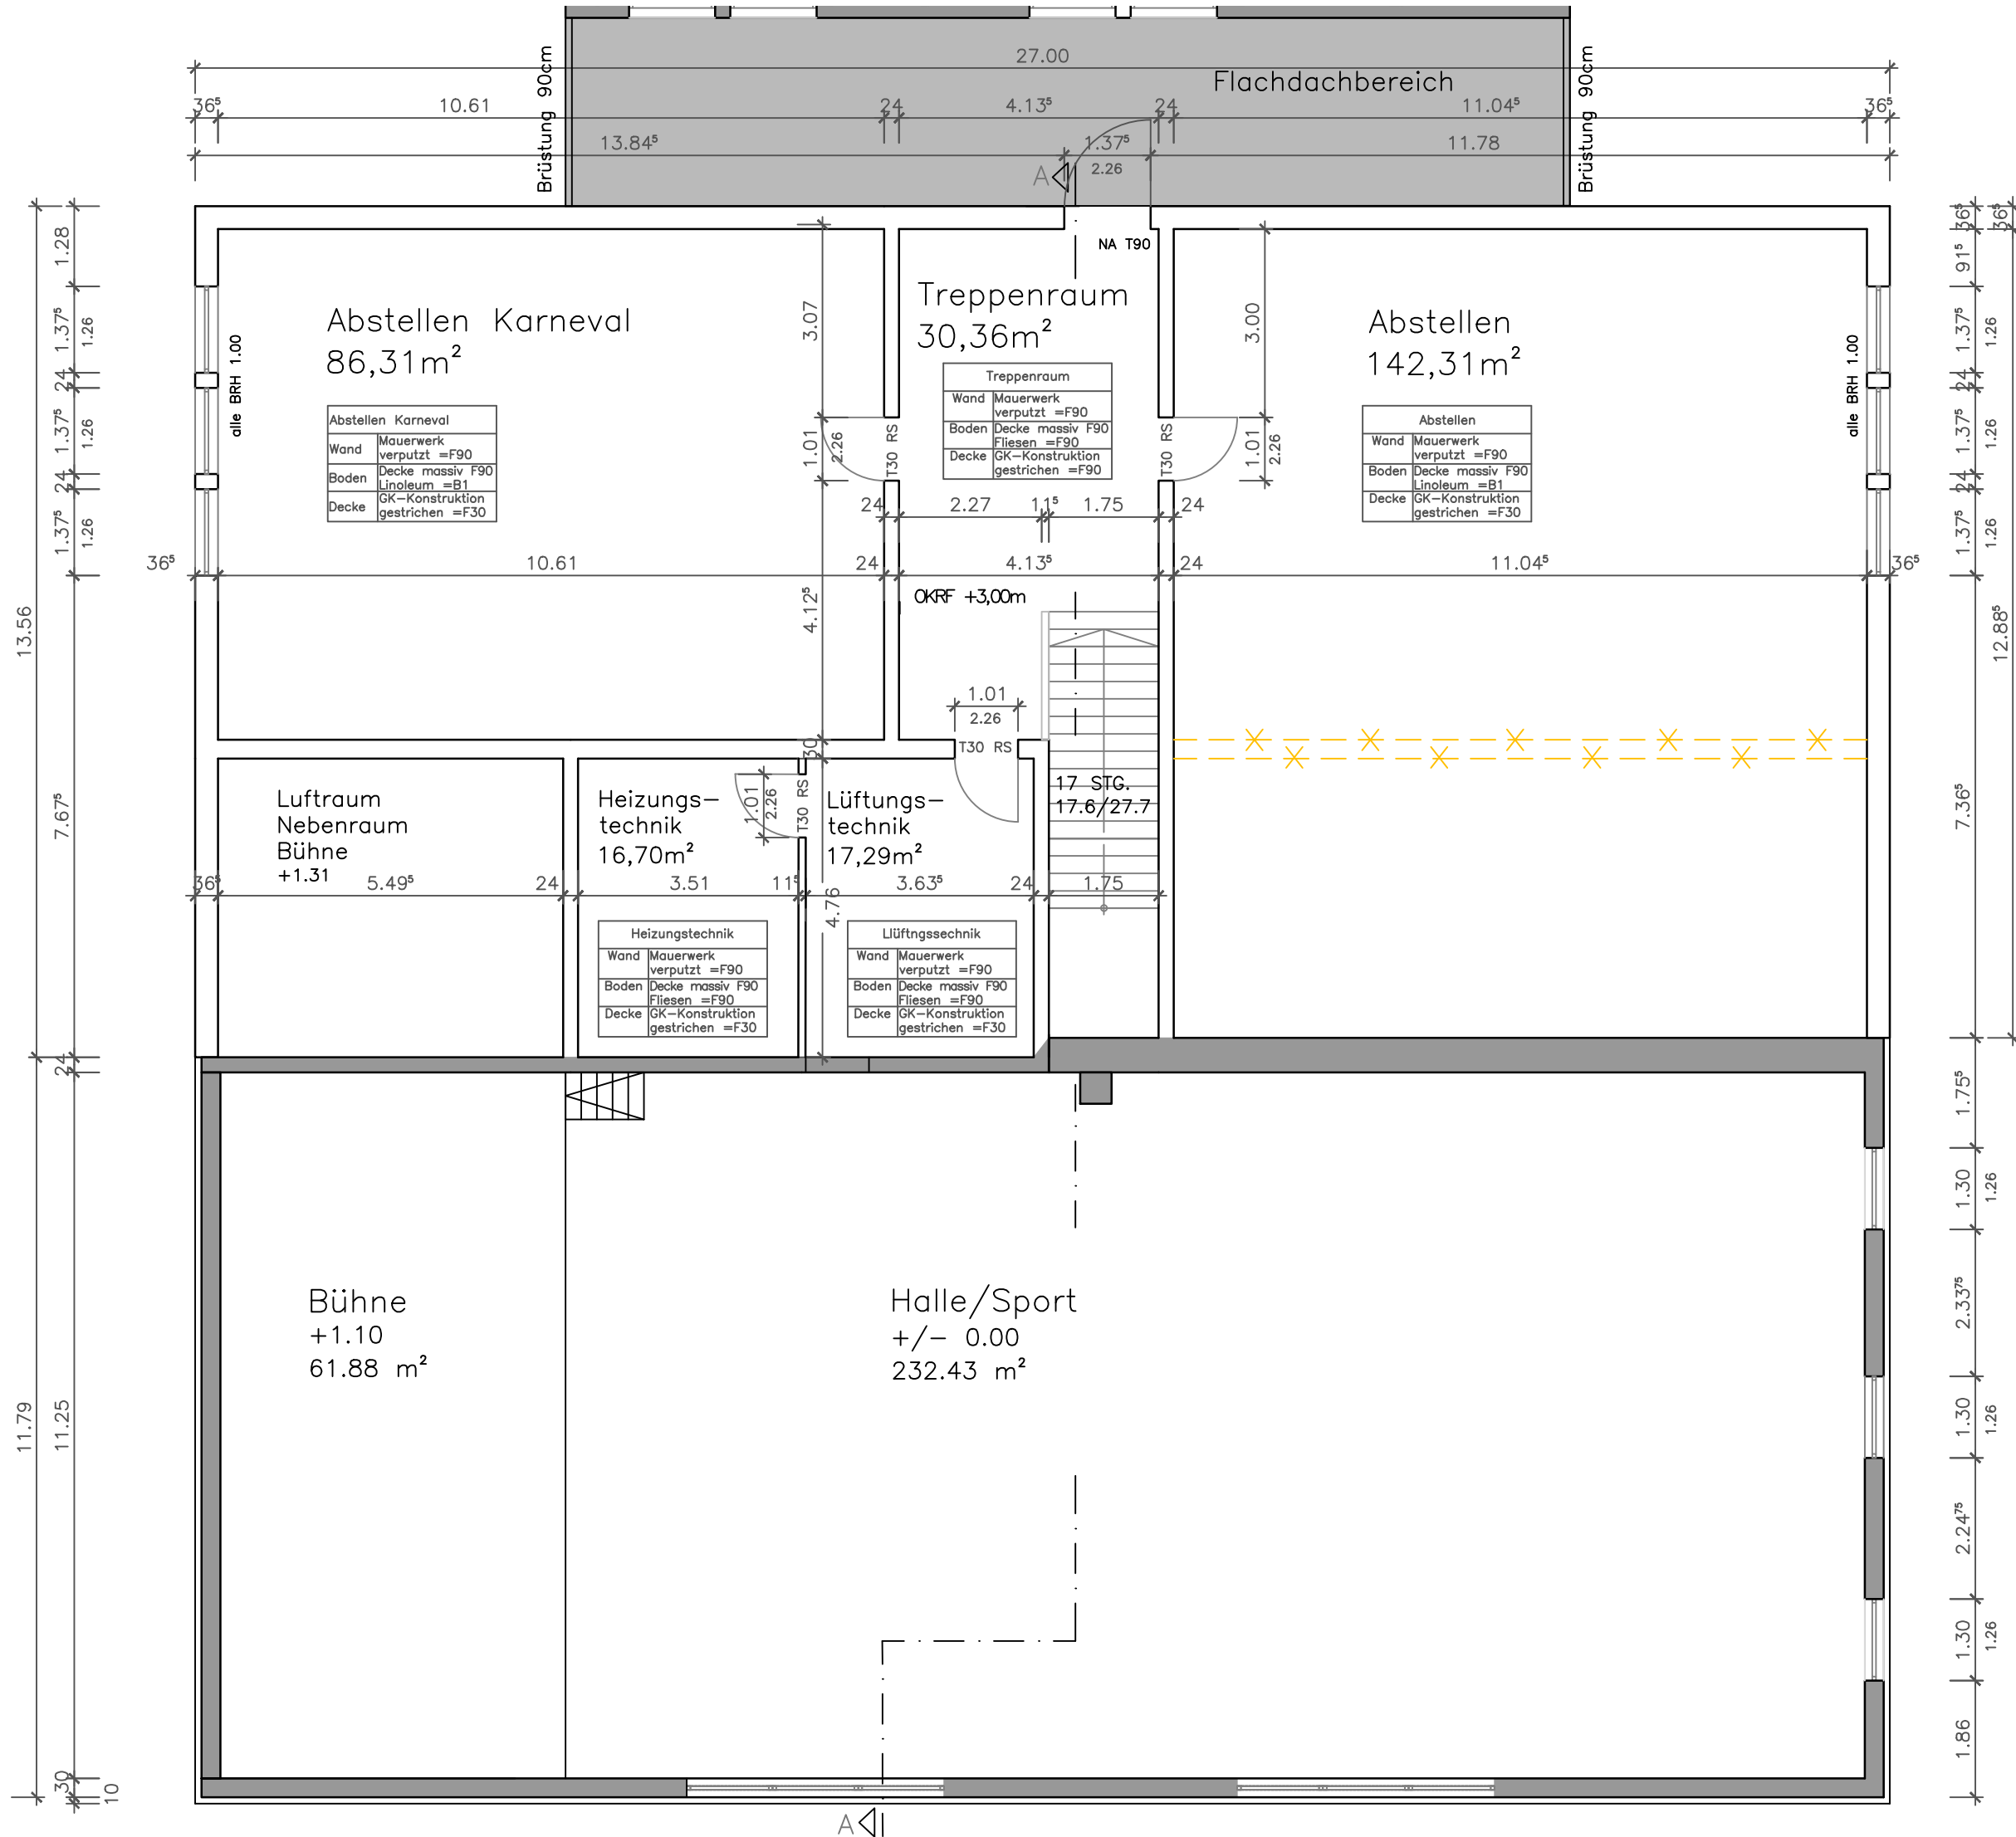 27.00
Flachdachbereich
Brüstung 90cm
Brüstung 90cm
36⁵ 10.61 24 4.13⁵ 24 11.04⁵ 36⁵
13.84⁵ 1.37⁵ 11.78
2.26
A
NA T90
Abstellen Karneval
86,31m²
Abstellen Karneval
Wand Mauerwerk
verputzt =F90
Boden Decke massiv F90
Linoleum =B1
Decke GK-Konstruktion
gestrichen =F30
alle BRH 1.00
Treppenraum
30,36m²
Treppenraum
Wand Mauerwerk
verputzt =F90
Boden Decke massiv F90
Fliesen =F90
Decke GK-Konstruktion
gestrichen =F90
Abstellen
142,31m²
Abstellen
Wand Mauerwerk
verputzt =F90
Boden Decke massiv F90
Linoleum =B1
Decke GK-Konstruktion
gestrichen =F30
alle BRH 1.00
3.07
1.01
2.26
T30 RS
4.12⁵
30
4.76
3.00
1.01
2.26
T30 RS
24 2.27 11⁵ 1.75 24
36⁵ 10.61 24 4.13⁵ 24 11.04⁵ 36⁵
OKRF +3,00m
1.01
2.26
T30 RS
17 STG.
17.6/27.7
Luftraum
Nebenraum
Bühne
+1.31
Heizungs-
technik
16,70m²
1.01
2.26
T30 RS
Lüftungs-
technik
17,29m²
36⁵ 5.49⁵ 24 3.51 11⁵ 3.63⁵ 24 1.75
Heizungstechnik
Wand Mauerwerk
verputzt =F90
Boden Decke massiv F90
Fliesen =F90
Decke GK-Konstruktion
gestrichen =F30
Llüftngssechnik
Wand Mauerwerk
verputzt =F90
Boden Decke massiv F90
Fliesen =F90
Decke GK-Konstruktion
gestrichen =F30
Bühne
+1.10
61.88 m²
Halle/Sport
+/- 0.00
232.43 m²
A
13.56
11.79
1.28
1.37⁵
1.26
24
1.37⁵
1.26
24
1.37⁵
1.26
7.67⁵
24
11.25
30
10
36⁵
91⁵
1.37⁵
1.26
24
1.37⁵
1.26
24
1.37⁵
1.26
7.36⁵
1.75⁵
1.30
1.26
2.33⁷⁵
1.30
1.26
2.24⁷⁵
1.30
1.26
1.86
36⁵
12.88⁵